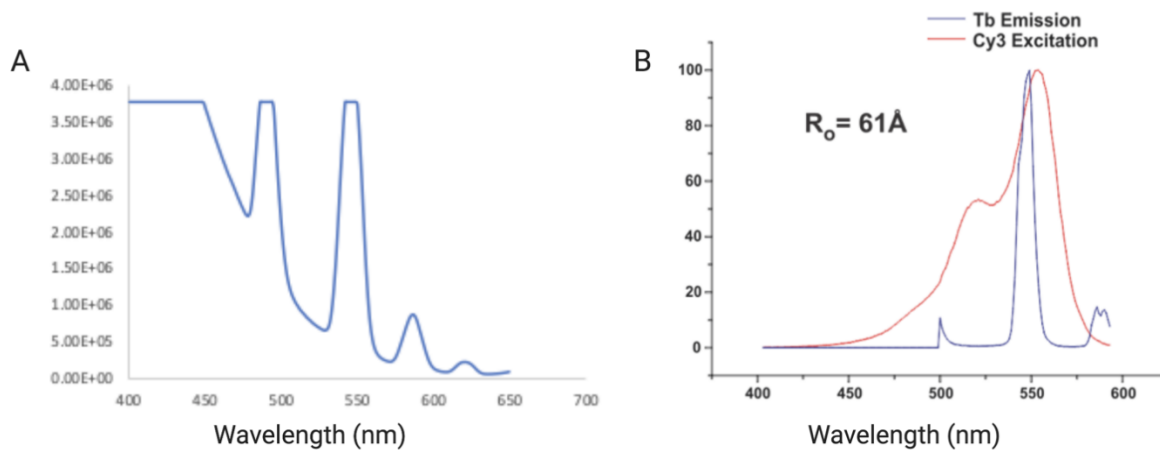 A
4.00E+06
3.50E+06
3.00E+06
2.50E+06
2.00E+06
1.50E+06
1.00E+06
5.00E+05
0.00E+00
400 450 500 550 600 650 700
Wavelength (nm)
B
Tb Emission
Cy3 Excitation
Ro= 61Å
100
80
60
40
20
0
400 450 500 550 600
Wavelength (nm)